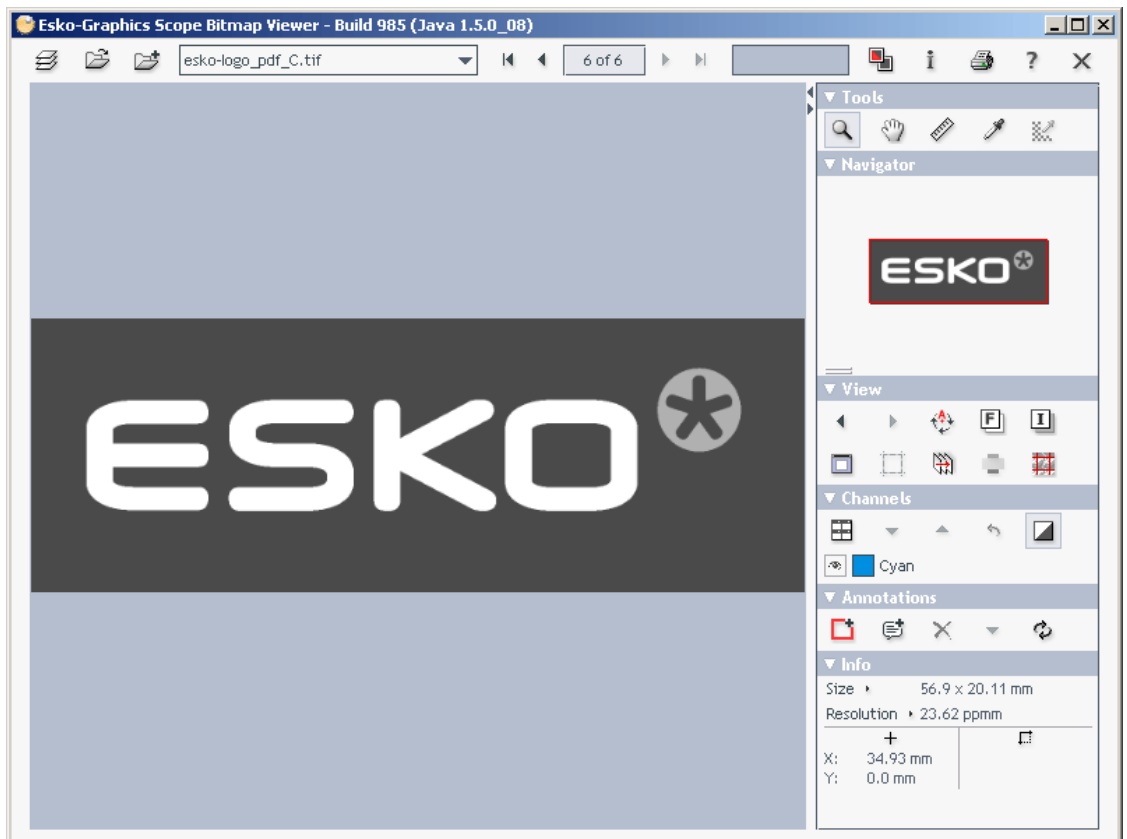 Esko-Graphics Scope Bitmap Viewer - Build 985 (Java 1.5.0_08)
esko-logo_pdf_C.tif
6 of 6
i
?
Tools
Navigator
ESKO
ESKO
View
A
F
I
Channels
Cyan
Annotations
Info
Size 56.9 x 20.11 mm
Resolution 23.62 ppmm
X: 34.93 mm
Y: 0.0 mm